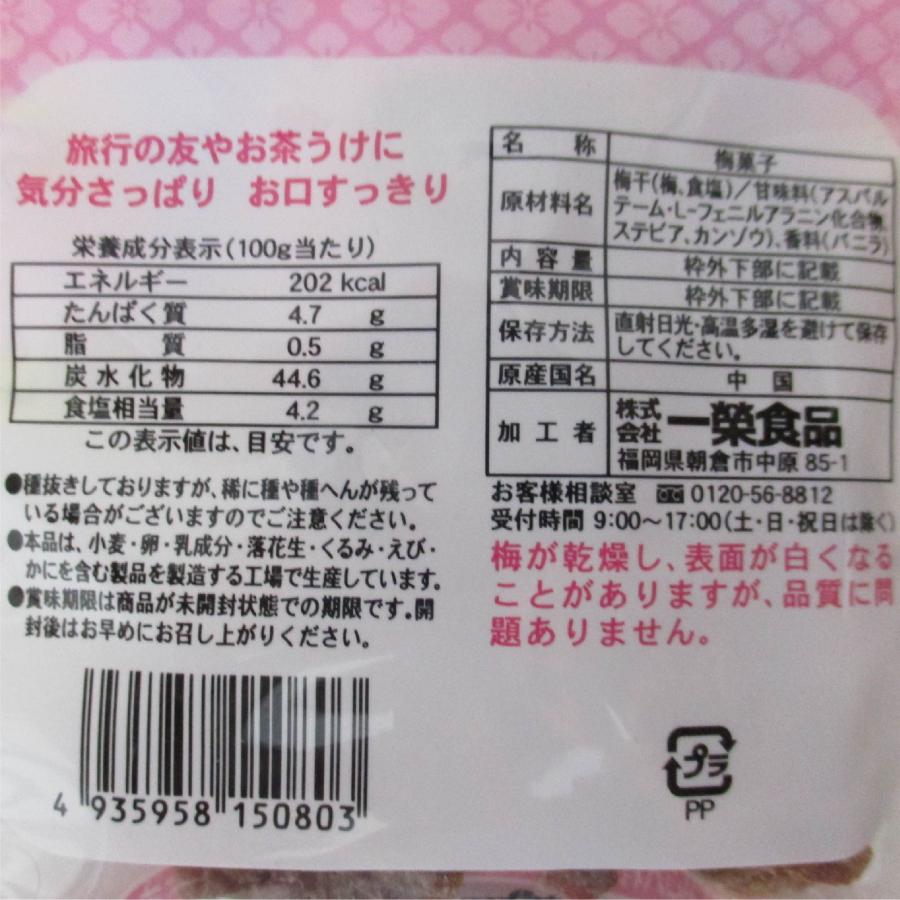 旅行の友やお茶うけに
気分さっぱり お口すっきり
栄養成分表示(100g当たり)
エネルギー 202 kcal
たんぱく質 4.7 g
脂質 0.5 g
炭水化物 44.6 g
食塩相当量 4.2 g
この表示値は、目安です。
●種抜きしておりますが、稀に種や種へんが残って
いる場合がございますのでご注意ください。
●本品は、小麦・卵・乳成分・落花生・くるみ・えび・
かにを含む製品を製造する工場で生産しています。
●賞味期限は商品が未開封状態での期限です。開
封後はお早めにお召し上がりください。
4 935958 150803
名称 梅菓子
原材料名 梅干(梅、食塩)/甘味料(アスパル
テーム・L-フェニルアラニン化合物、
ステビア、カンゾウ)、香料(バニラ)
内容量 枠外下部に記載
賞味期限 枠外下部に記載
保存方法 直射日光・高温多湿を避けて保存
してください。
原産国名 中国
加工者 株式会社 一榮食品
福岡県朝倉市中原 85-1
お客様相談室 0120-56-8812
受付時間 9:00～17:00(土・日・祝日は除く)
梅が乾燥し、表面が白くなる
ことがありますが、品質に問
題ありません。
プラ
PP